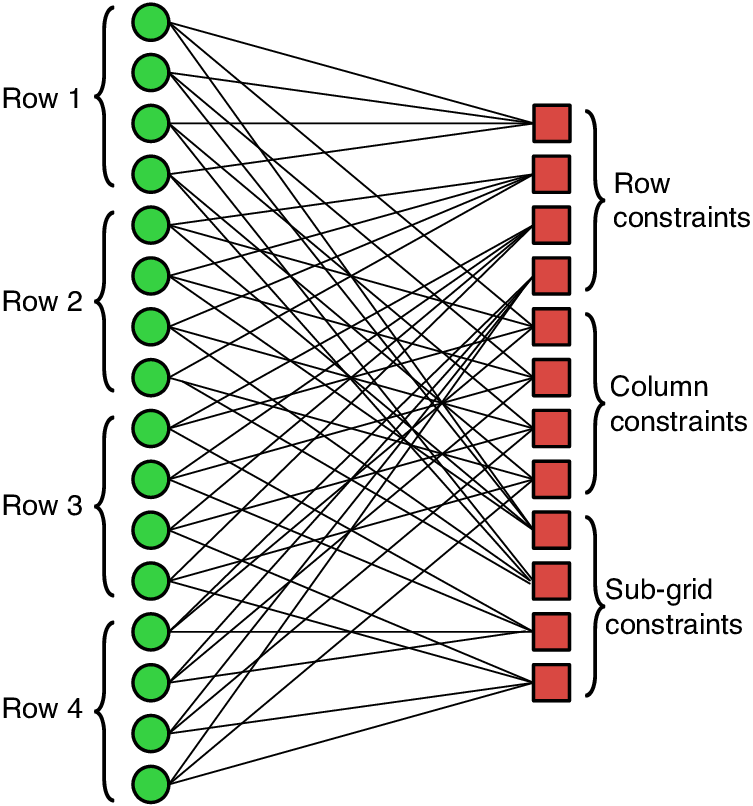 Row 1
Row 2
Row 3
Row 4
Row
constraints
Column
constraints
Sub-grid
constraints